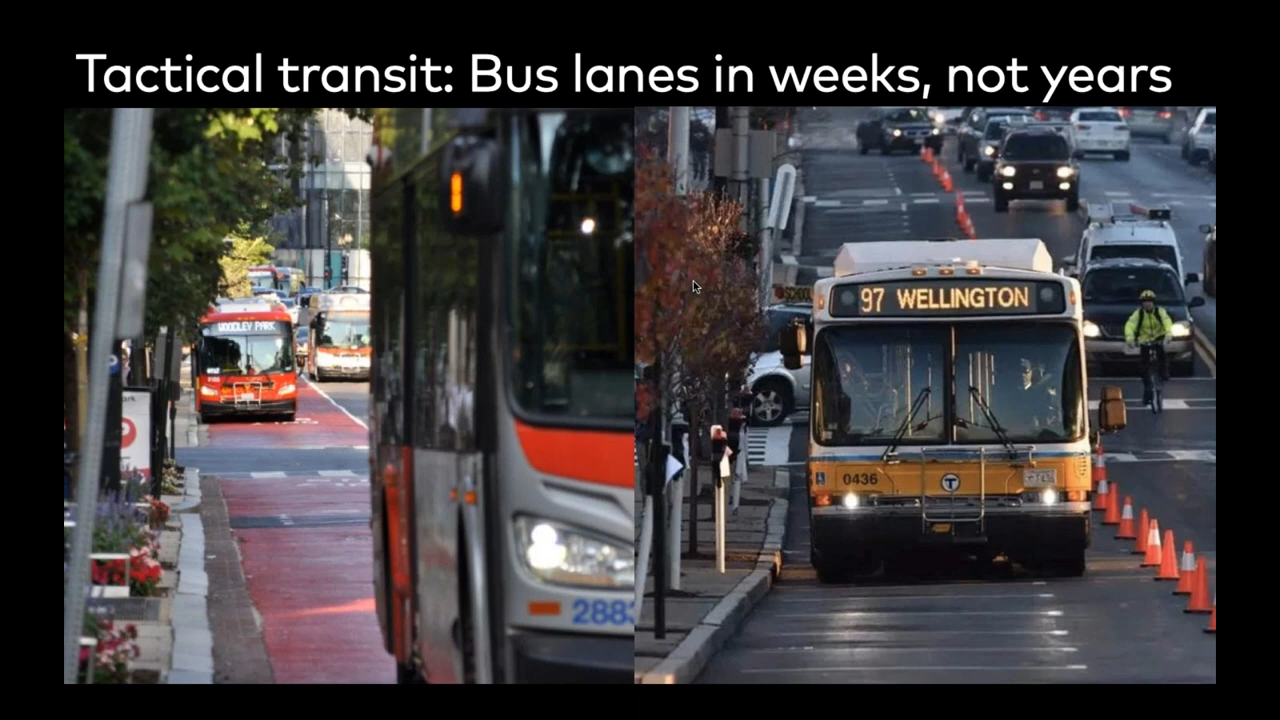 Tactical transit: Bus lanes in weeks, not years
WOODLEY PARK
2883
97 WELLINGTON
0436
T